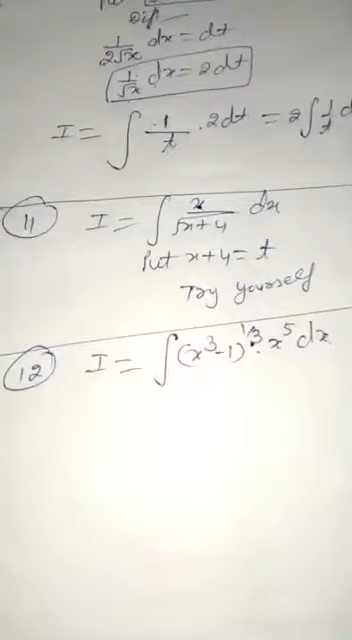 Dif
1/(2√x) dx = dt
1/√x dx = 2dt
I = ∫ 1/t . 2dt = 2∫ 1/t d
11 I = ∫ x/√(x+4) dx
Put x+4 = t
Try yourself
12 I = ∫(x³-1)^(1/3) . x⁵ dx